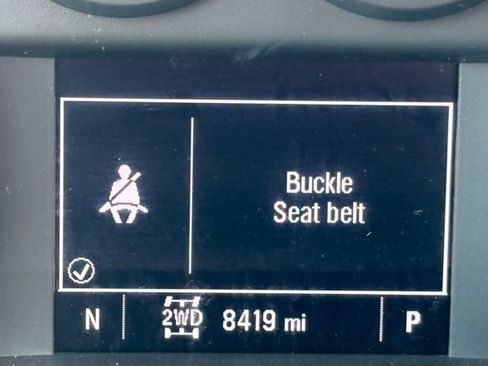 Buckle
Seat belt
N 2WD 8419 mi P